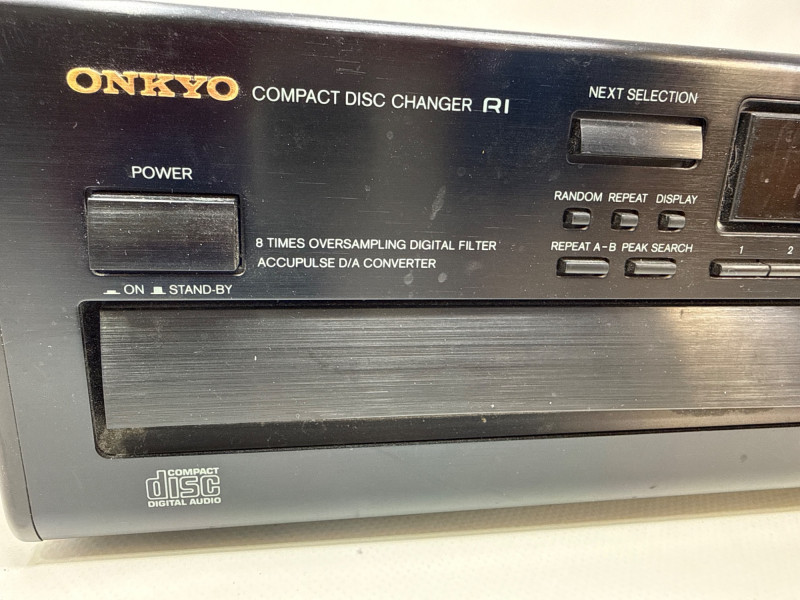 ONKYO COMPACT DISC CHANGER RI
NEXT SELECTION
POWER
RANDOM REPEAT DISPLAY
8 TIMES OVERSAMPLING DIGITAL FILTER
REPEAT A-B PEAK SEARCH
1 2
ACCUPULSE D/A CONVERTER
ON STAND-BY
COMPACT
disc
DIGITAL AUDIO